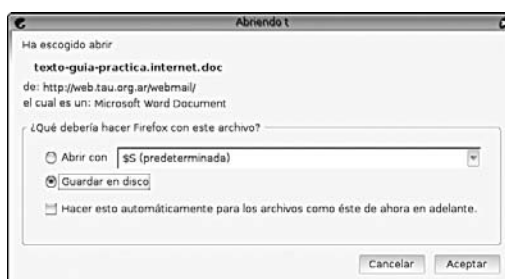 Abriendo t
Ha escogido abrir
texto-guia-practica.internet.doc
de: http://web.tau.org.ar/webmail/
el cual es un: Microsoft Word Document
¿Qué debería hacer Firefox con este archivo?
Abrir con $S (predeterminada)
Guardar en disco
Hacer esto automáticamente para los archivos como éste de ahora en adelante.
Cancelar Aceptar